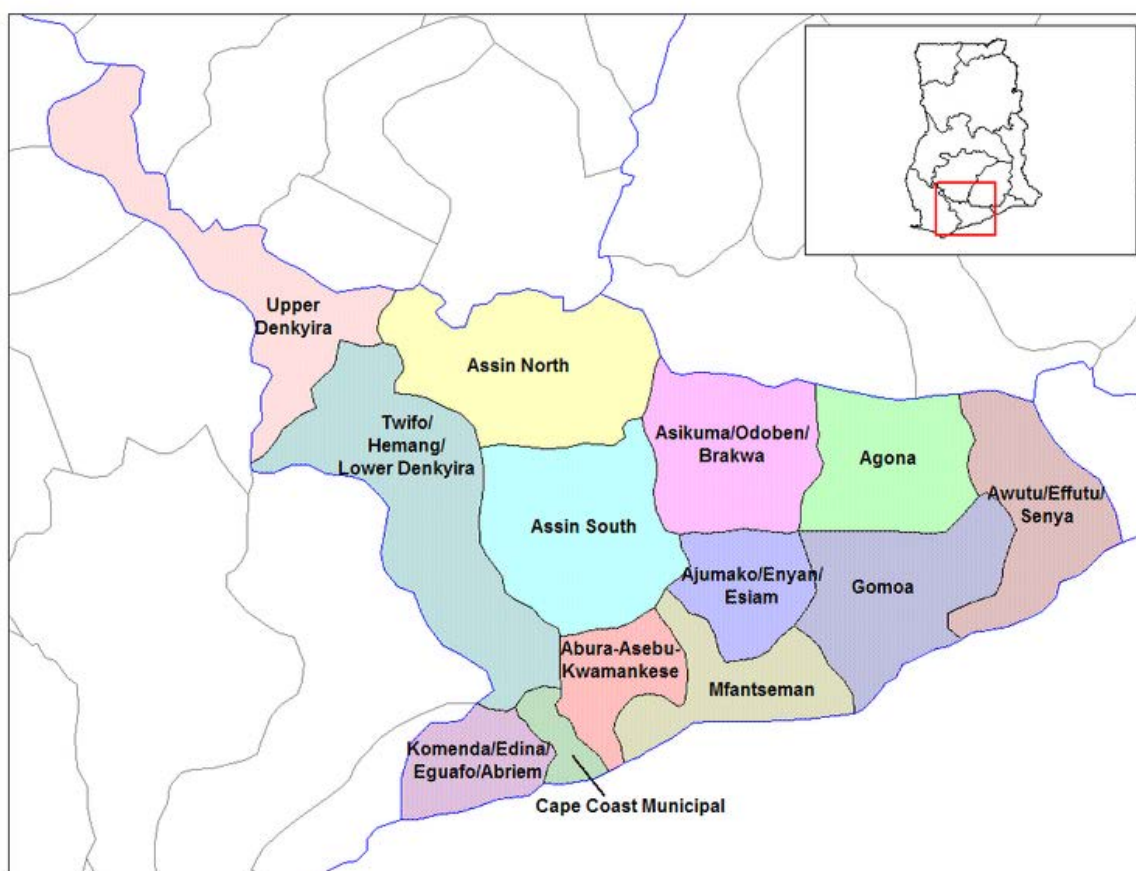 Upper
Denkyira
Assin North
Twifo/
Hemang/
Lower Denkyira
Asikuma/Odoben/
Brakwa
Agona
Awutu/Effutu/
Senya
Assin South
Ajumako/Enyan/
Esiam
Gomoa
Abura-Asebu-
Kwamankese
Mfantseman
Komenda/Edina/
Eguafo/Abriem
Cape Coast Municipal